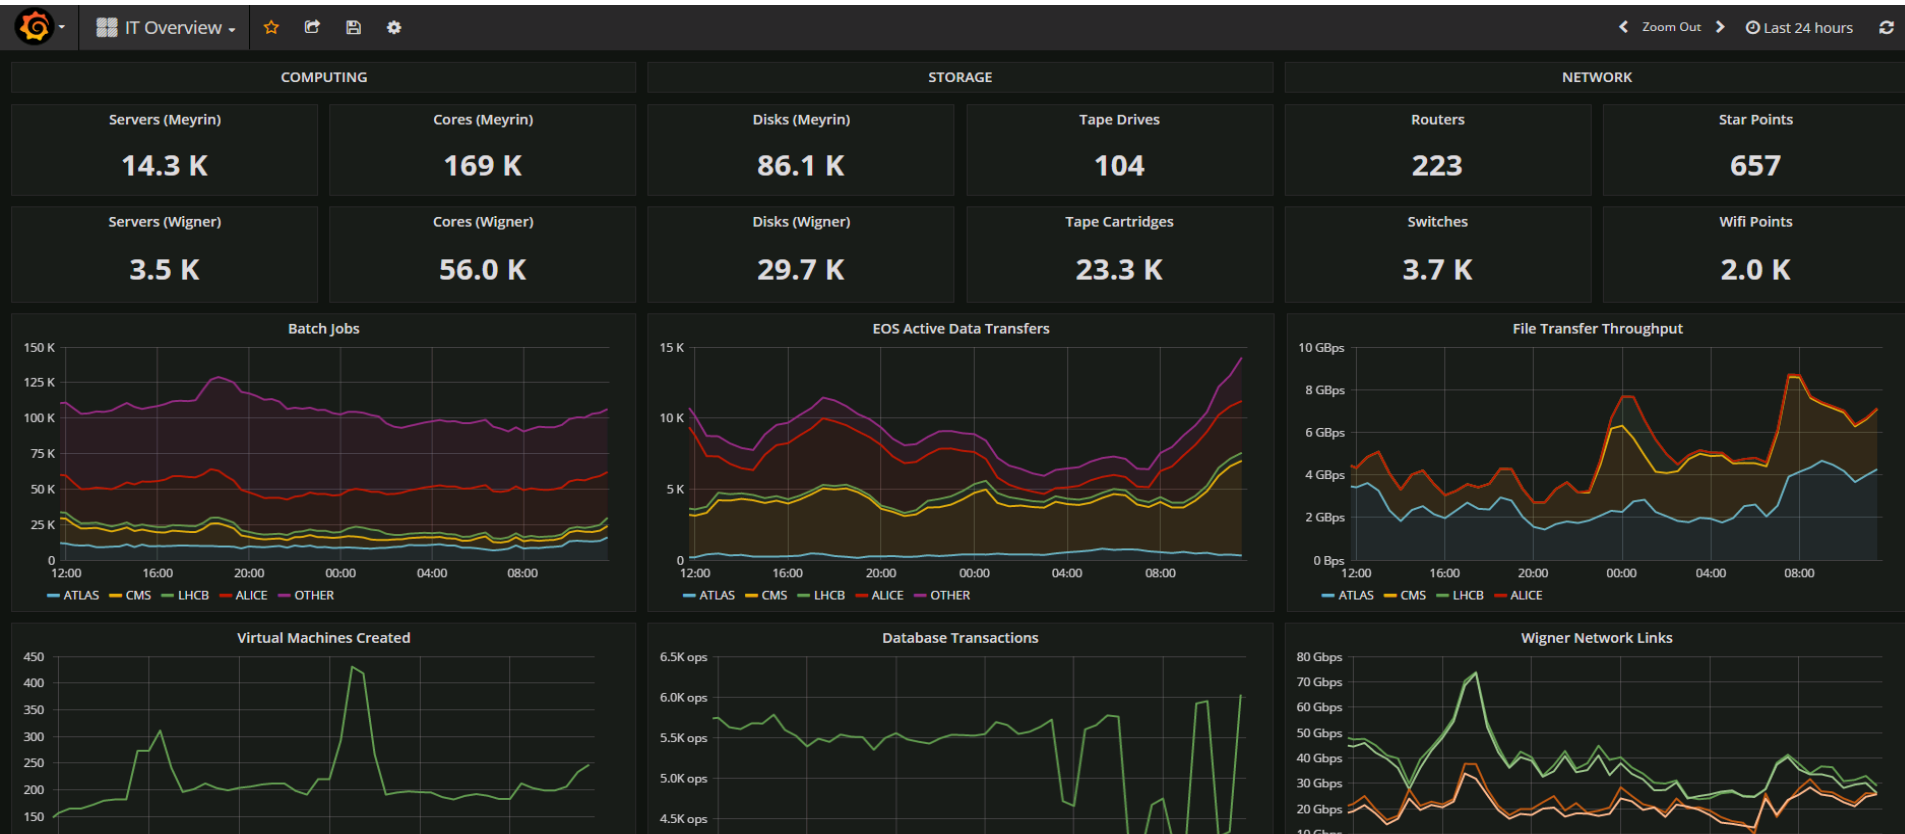 IT Overview
Zoom Out
Last 24 hours
COMPUTING
STORAGE
NETWORK
Servers (Meyrin)
14.3 K
Cores (Meyrin)
169 K
Disks (Meyrin)
86.1 K
Tape Drives
104
Routers
223
Star Points
657
Servers (Wigner)
3.5 K
Cores (Wigner)
56.0 K
Disks (Wigner)
29.7 K
Tape Cartridges
23.3 K
Switches
3.7 K
Wifi Points
2.0 K
Batch Jobs
150 K
125 K
100 K
75 K
50 K
25 K
0
12:00 16:00 20:00 00:00 04:00 08:00
ATLAS CMS LHCB ALICE OTHER
EOS Active Data Transfers
15 K
10 K
5 K
0
12:00 16:00 20:00 00:00 04:00 08:00
ATLAS CMS LHCB ALICE OTHER
File Transfer Throughput
10 GBps
8 GBps
6 GBps
4 GBps
2 GBps
0 Bps
12:00 16:00 20:00 00:00 04:00 08:00
ATLAS CMS LHCB ALICE
Virtual Machines Created
450
400
350
300
250
200
150
Database Transactions
6.5K ops
6.0K ops
5.5K ops
5.0K ops
4.5K ops
Wigner Network Links
80 Gbps
70 Gbps
60 Gbps
50 Gbps
40 Gbps
30 Gbps
20 Gbps
10 Gbps